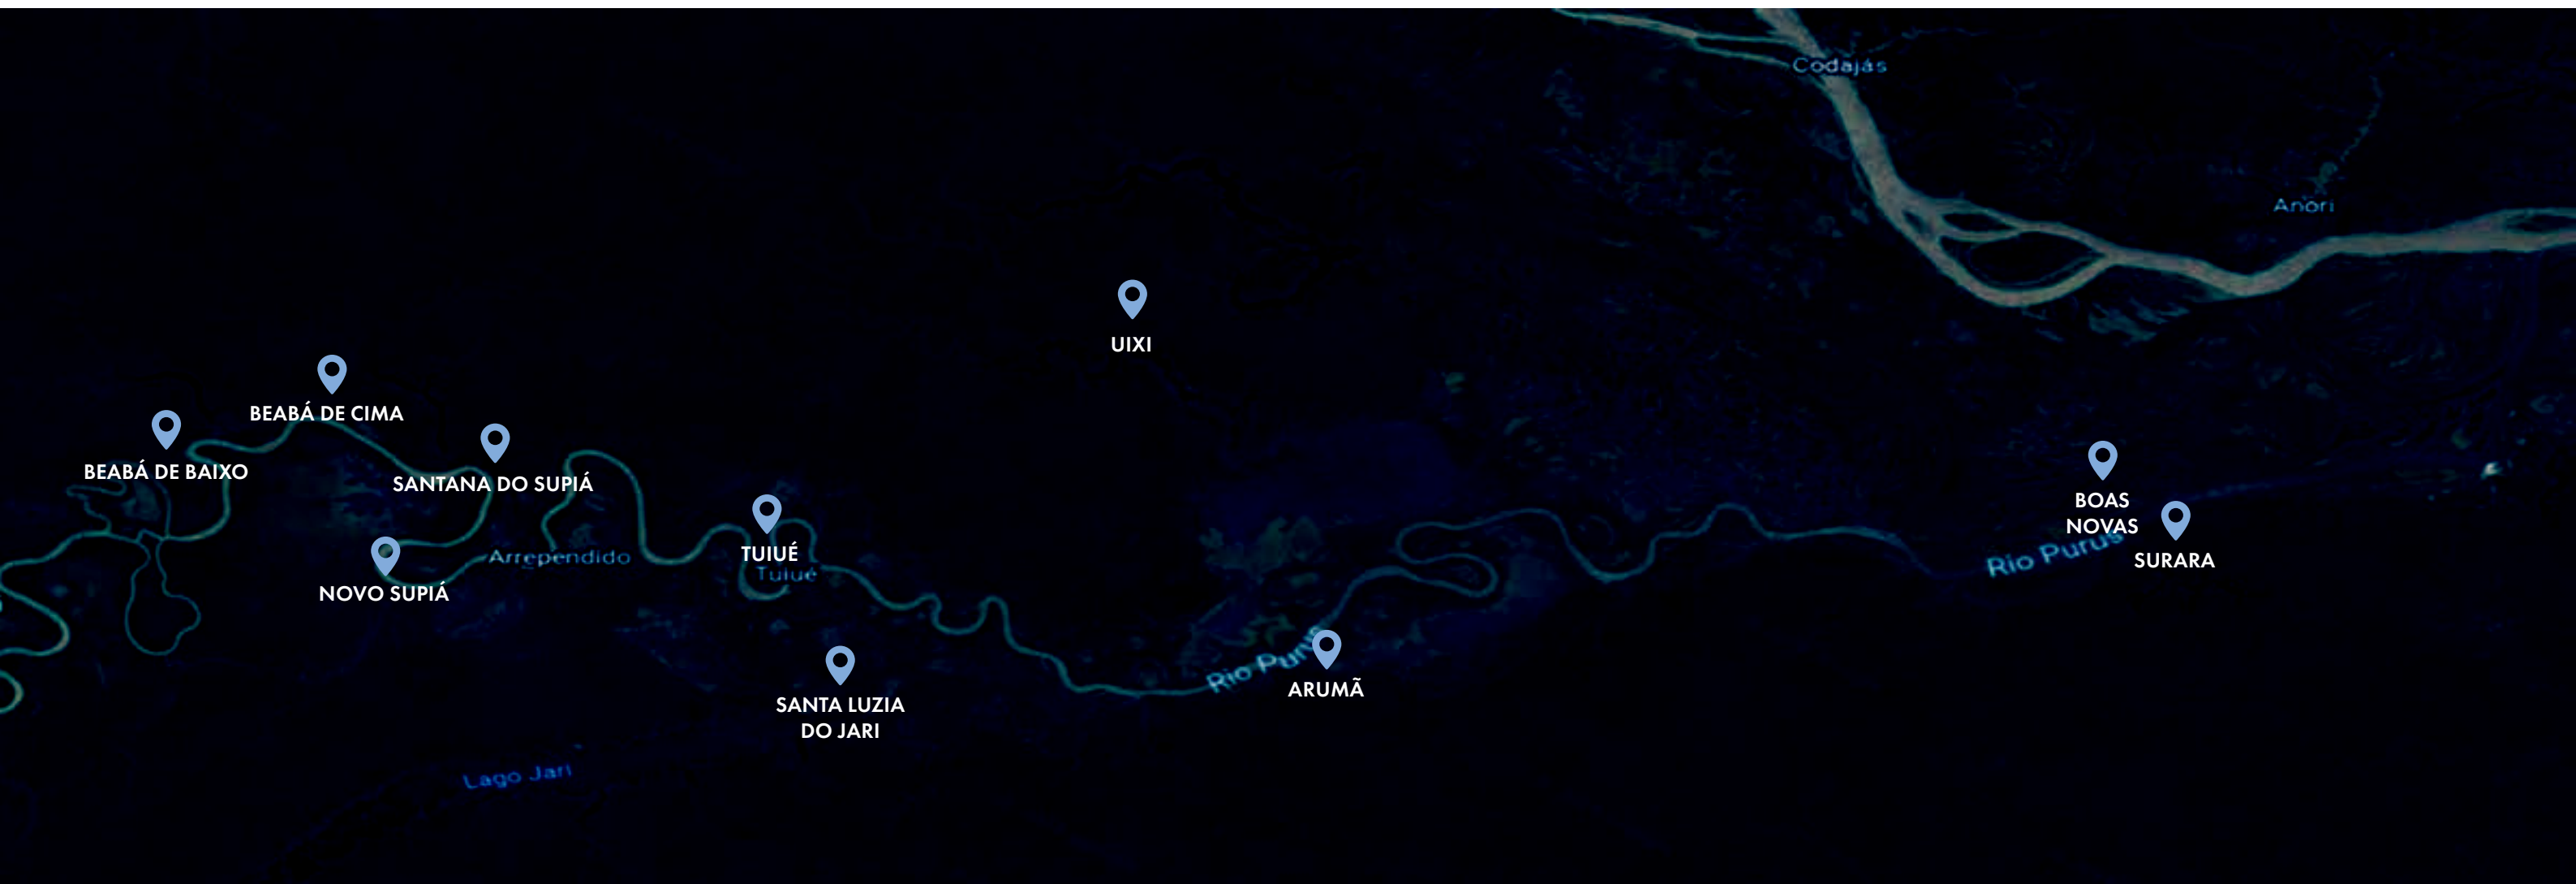 Codajás
Anori
UIXI
BEABÁ DE CIMA
BEABÁ DE BAIXO
SANTANA DO SUPIÁ
BOAS
NOVAS
TUIUÉ
Tuiué
Arrependido
Rio Purus
SURARA
NOVO SUPIÁ
Rio Purus
ARUMÃ
SANTA LUZIA
DO JARI
Lago Jari